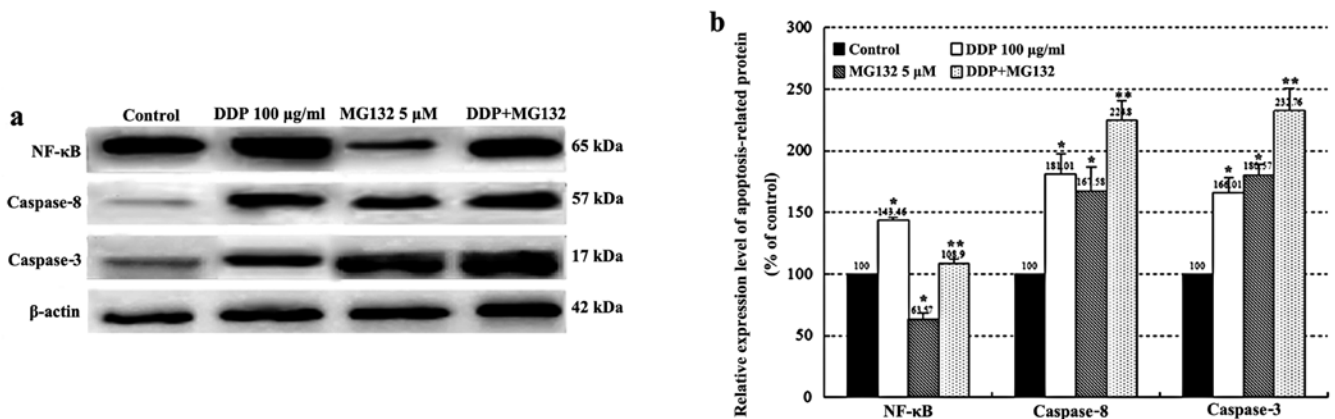 a
Control DDP 100 μg/ml MG132 5 μM DDP+MG132
NF-κB 65 kDa
Caspase-8 57 kDa
Caspase-3 17 kDa
β-actin 42 kDa
b
Relative expression level of apoptosis-related protein
(% of control)
300
250
200
150
100
50
0
Control DDP 100 μg/ml
MG132 5 μM DDP+MG132
100 * 143.46 * 63.57 ** 108.9
100 * 181.01 * 167.58 **
100 * 166.01 * ** 232.76
NF-κB Caspase-8 Caspase-3